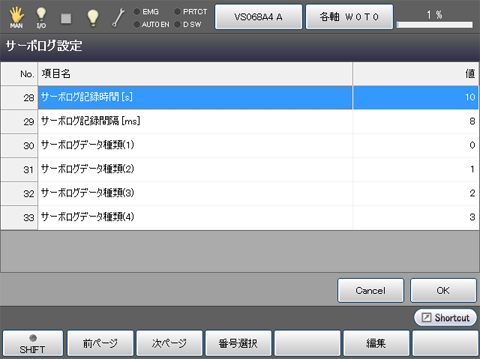 MAN
I/O
EMG
AUTO EN
PRTCT
DSW
VS068A4 A
各軸 W0T0
1 %
サーボログ設定
No. 項目名 値
28 サーボログ記録時間[s] 10
29 サーボログ記録間隔[ms] 8
30 サーボログデータ種類(1) 0
31 サーボログデータ種類(2) 1
32 サーボログデータ種類(3) 2
33 サーボログデータ種類(4) 3
Cancel OK
Shortcut
SHIFT 前ページ 次ページ 番号選択 編集